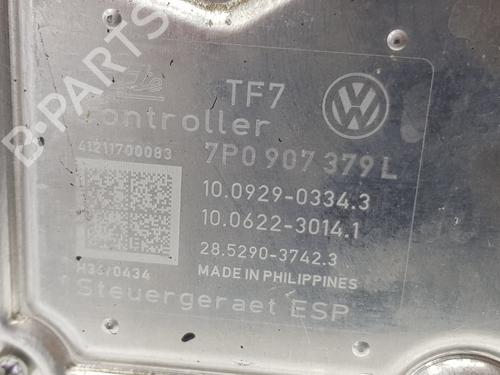 B-PARTS
TF7
Controller
41211700083
7P0 907 379 L
10.0929-0334.3
10.0622-3014.1
28.5290-3742.3
MADE IN PHILIPPINES
Steuergeraet ESP